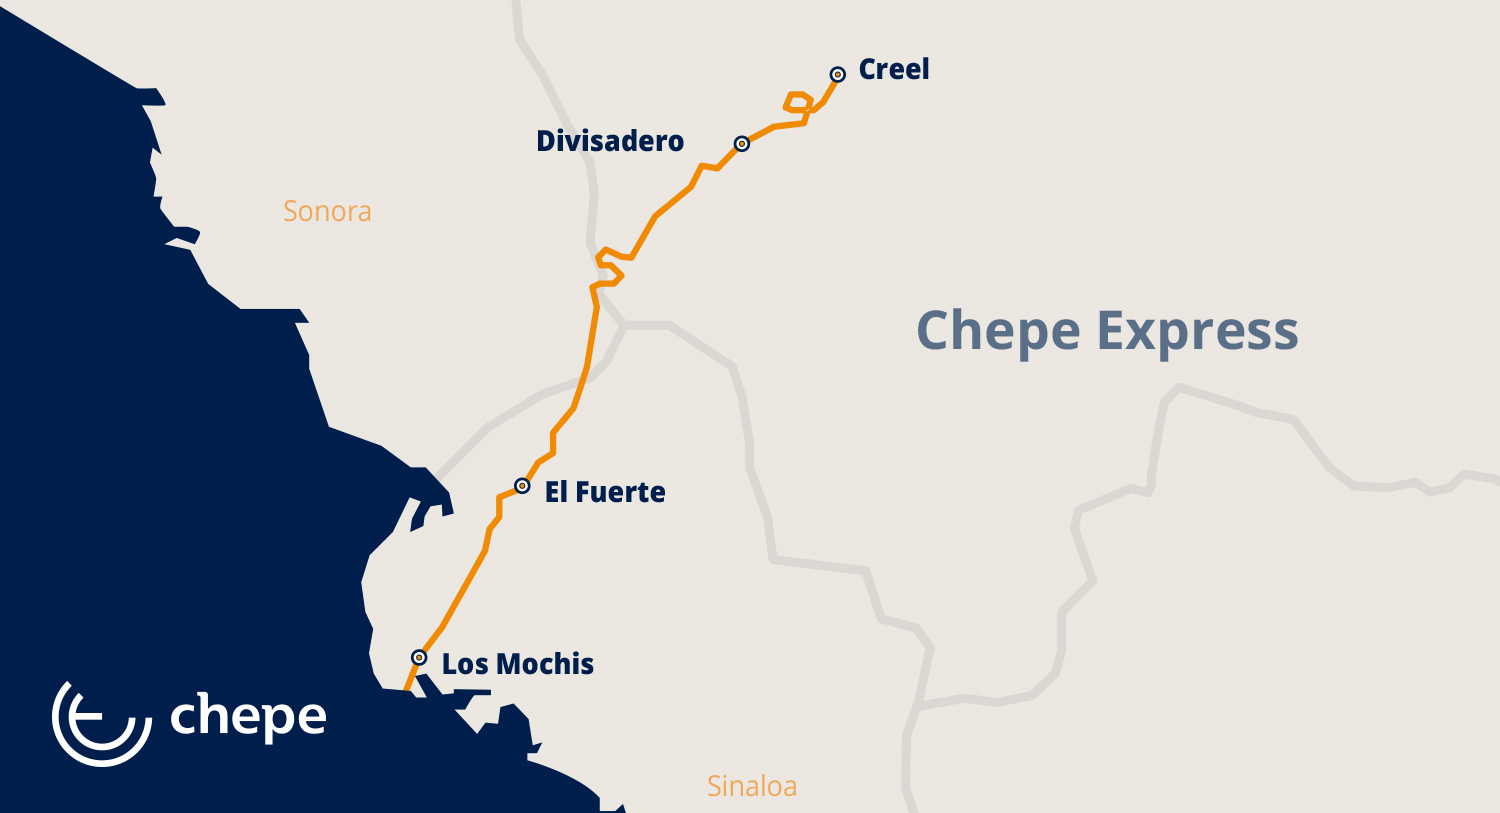 Creel
Divisadero
Sonora
Chepe Express
El Fuerte
Los Mochis
chepe
Sinaloa